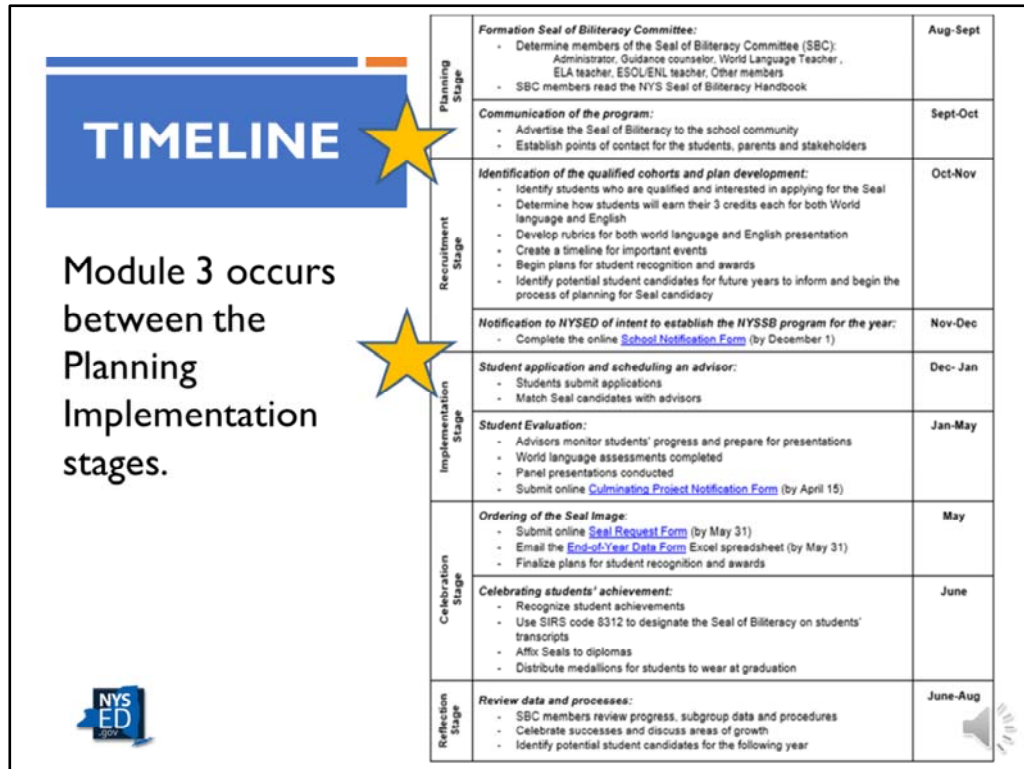 TIMELINE
Module 3 occurs
between the
Planning
Implementation
stages.
NYS
ED
.gov
Planning
Stage
Formation Seal of Biliteracy Committee:
- Determine members of the Seal of Biliteracy Committee (SBC):
Administrator, Guidance counselor, World Language Teacher ,
ELA teacher, ESOL/ENL teacher, Other members
- SBC members read the NYS Seal of Biliteracy Handbook
Aug-Sept
Communication of the program:
- Advertise the Seal of Biliteracy to the school community
- Establish points of contact for the students, parents and stakeholders
Sept-Oct
Recruitment
Stage
Identification of the qualified cohorts and plan development:
- Identify students who are qualified and interested in applying for the Seal
- Determine how students will earn their 3 credits each for both World
language and English
- Develop rubrics for both world language and English presentation
- Create a timeline for important events
- Begin plans for student recognition and awards
- Identify potential student candidates for future years to inform and begin the
process of planning for Seal candidacy
Oct-Nov
Notification to NYSED of intent to establish the NYSSB program for the year:
- Complete the online School Notification Form (by December 1)
Nov-Dec
Implementation
Stage
Student application and scheduling an advisor:
- Students submit applications
- Match Seal candidates with advisors
Dec- Jan
Student Evaluation:
- Advisors monitor students' progress and prepare for presentations
- World language assessments completed
- Panel presentations conducted
- Submit online Culminating Project Notification Form (by April 15)
Jan-May
Celebration
Stage
Ordering of the Seal Image:
- Submit online Seal Request Form (by May 31)
- Email the End-of-Year Data Form Excel spreadsheet (by May 31)
- Finalize plans for student recognition and awards
May
Celebrating students' achievement:
- Recognize student achievements
- Use SIRS code 8312 to designate the Seal of Biliteracy on students'
transcripts
- Affix Seals to diplomas
- Distribute medallions for students to wear at graduation
June
Reflection
Stage
Review data and processes:
- SBC members review progress, subgroup data and procedures
- Celebrate successes and discuss areas of growth
- Identify potential student candidates for the following year
June-Aug